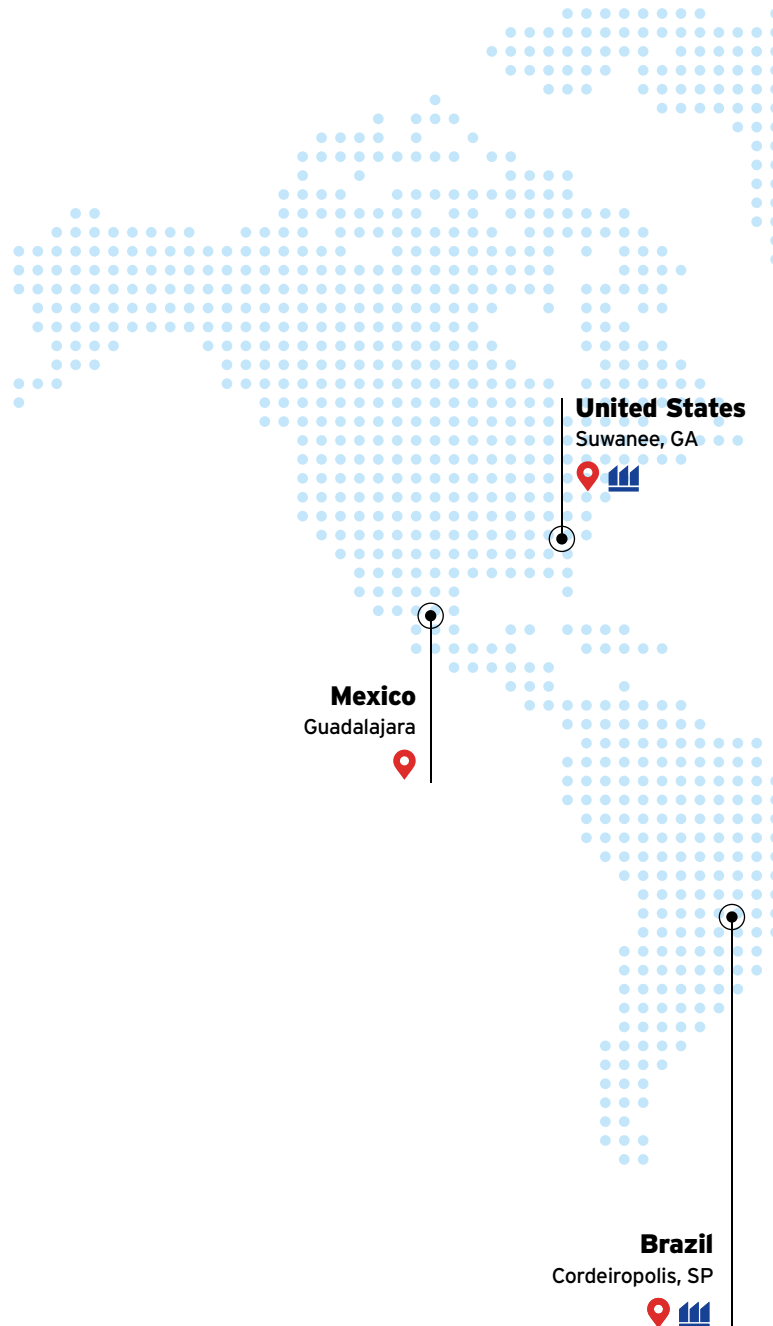 United States
Suwanee, GA
Mexico
Guadalajara
Brazil
Cordeiropolis, SP